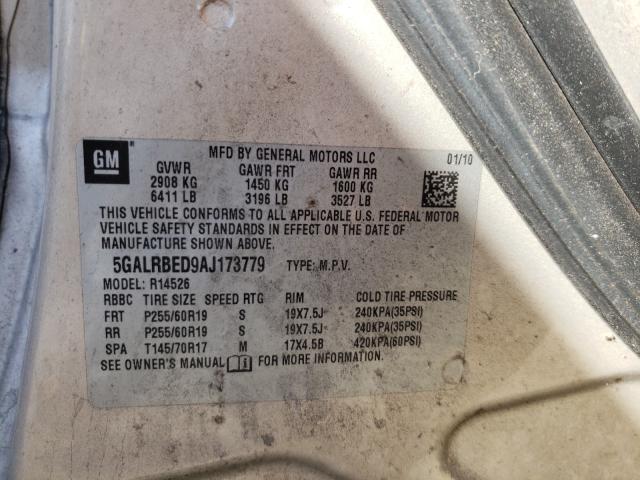 GM
MFD BY GENERAL MOTORS LLC 01/10
GVWR GAWR FRT GAWR RR
2908 KG 1450 KG 1600 KG
6411 LB 3196 LB 3527 LB
THIS VEHICLE CONFORMS TO ALL APPLICABLE U.S. FEDERAL MOTOR
VEHICLE SAFETY STANDARDS IN EFFECT ON THE DATE OF
MANUFACTURE SHOWN ABOVE.
5GALRBED9AJ173779 TYPE: M.P.V.
MODEL: R14526
RBBC TIRE SIZE SPEED RTG RIM COLD TIRE PRESSURE
FRT P255/60R19 S 19X7.5J 240KPA(35PSI)
RR P255/60R19 S 19X7.5J 240KPA(35PSI)
SPA T145/70R17 M 17X4.5B 420KPA(60PSI)
SEE OWNER'S MANUAL FOR MORE INFORMATION.